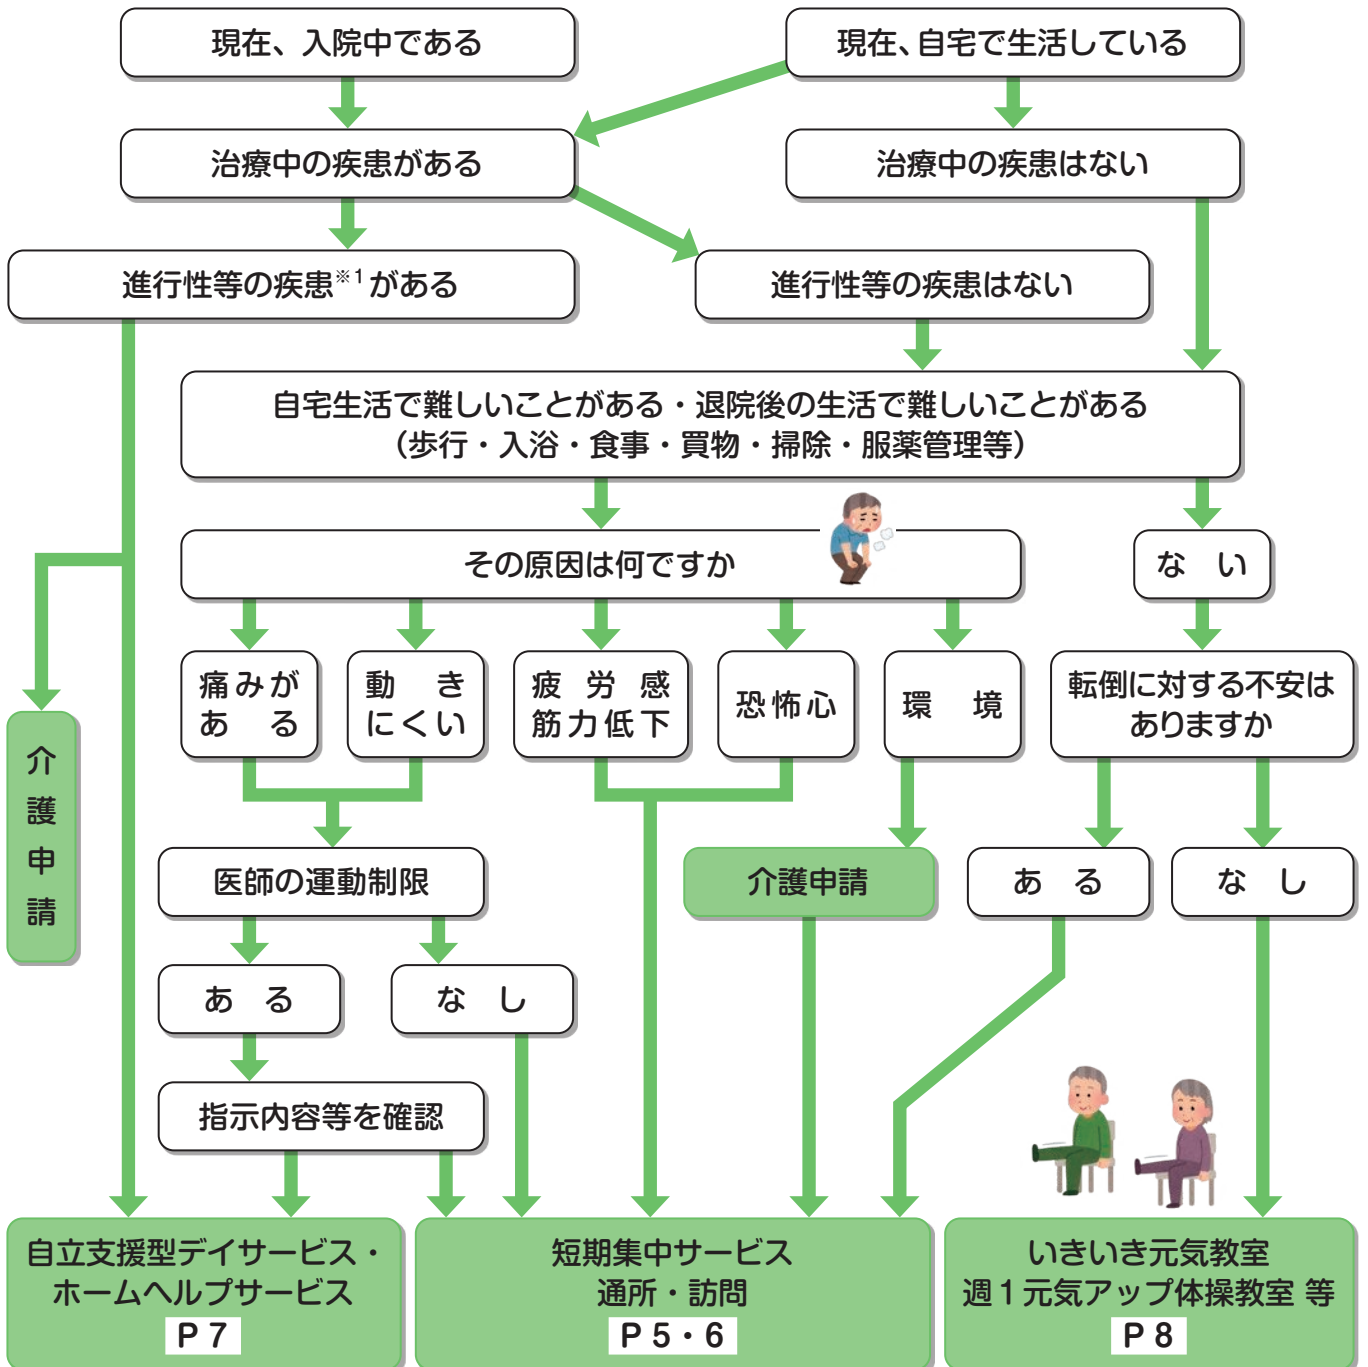 現在、入院中である
現在、自宅で生活している
治療中の疾患がある
治療中の疾患はない
進行性等の疾患※1がある
進行性等の疾患はない
自宅生活で難しいことがある・退院後の生活で難しいことがある
（歩行・入浴・食事・買物・掃除・服薬管理等）
その原因は何ですか
な い
痛みが
あ る
動 き
にくい
疲 労 感
筋力低下
恐怖心
環 境
転倒に対する不安は
ありますか
介護申請
医師の運動制限
介護申請
あ る
な し
あ る
な し
指示内容等を確認
自立支援型デイサービス・
ホームヘルプサービス
P 7
短期集中サービス
通所・訪問
P 5・6
いきいき元気教室
週1元気アップ体操教室 等
P 8